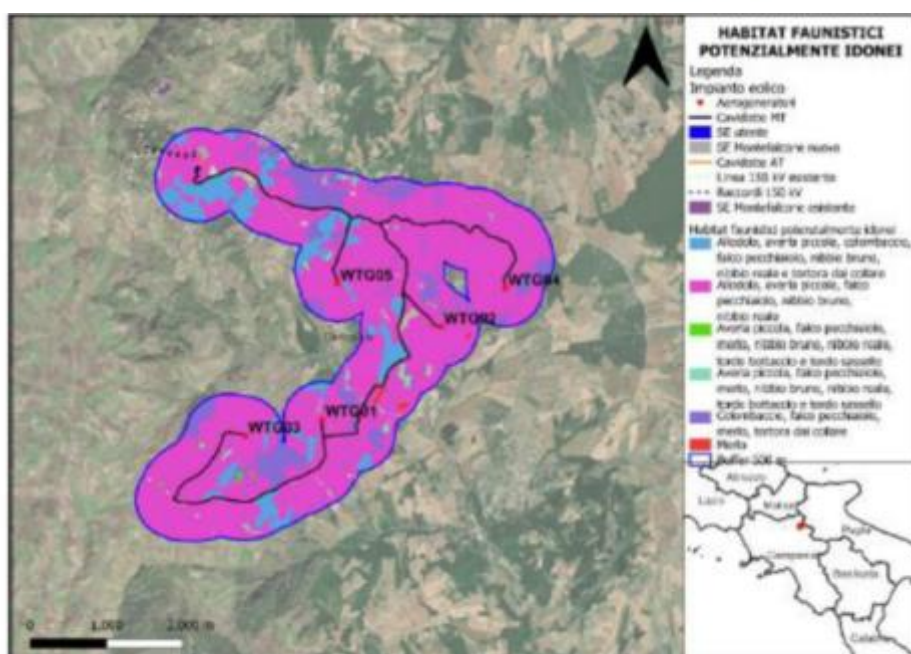 HABITAT FAUNISTICI
POTENZIALMENTE IDONEI
Legenda
Impianto eolico
Aerogeneratori
Cavidotto MT
SE utente
SE Montefalcone nuova
Cavidotto AT
Linea 150 kV esistente
Raccordi 150 kV
SE Montefalcone esistente
Habitat faunistici potenzialmente idonei
Allodola, averla piccola, colombaccio,
falco pecchiaiolo, nibbio bruno,
nibbio reale e tortora dal collare
Allodola, averla piccola, falco
pecchiaiolo, nibbio bruno,
nibbio reale
Averla piccola, falco pecchiaiolo,
merlo, nibbio bruno, nibbio reale,
tordo bottaccio e tordo sassello
Averla piccola, falco pecchiaiolo,
merlo, nibbio bruno, nibbio reale,
tordo bottaccio e tordo sassello
Colombaccio, falco pecchiaiolo,
merlo, tortora dal collare
Merlo
Buffer 500 m
WTG05
WTG04
WTG02
WTG01
WTG03
0 1.000 2.000 m
Abruzzo
Lazio
Molise
Puglia
Campania
Basilicata
Calabria